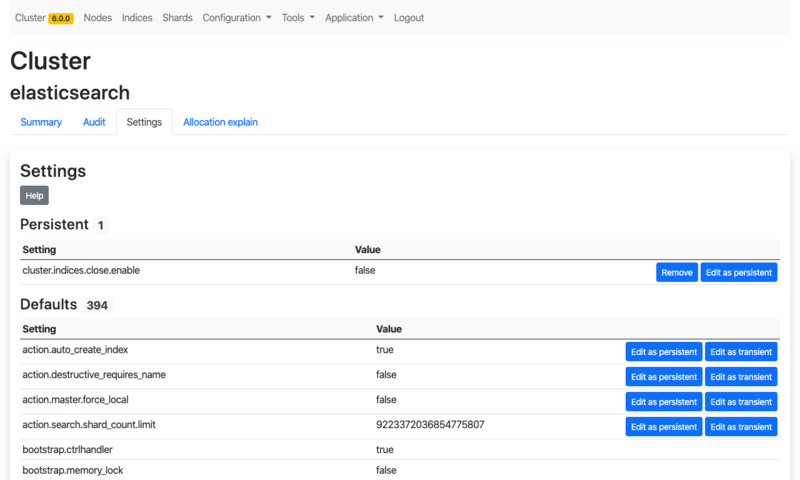 Cluster 6.0.0 Nodes Indices Shards Configuration Tools Application Logout
Cluster
elasticsearch
Summary Audit Settings Allocation explain
Settings
Help
Persistent 1
Setting Value
cluster.indices.close.enable false Remove Edit as persistent
Defaults 394
Setting Value
action.auto_create_index true Edit as persistent Edit as transient
action.destructive_requires_name false Edit as persistent Edit as transient
action.master.force_local false Edit as persistent Edit as transient
action.search.shard_count.limit 9223372036854775807 Edit as persistent Edit as transient
bootstrap.ctrlhandler true
bootstrap.memory_lock false